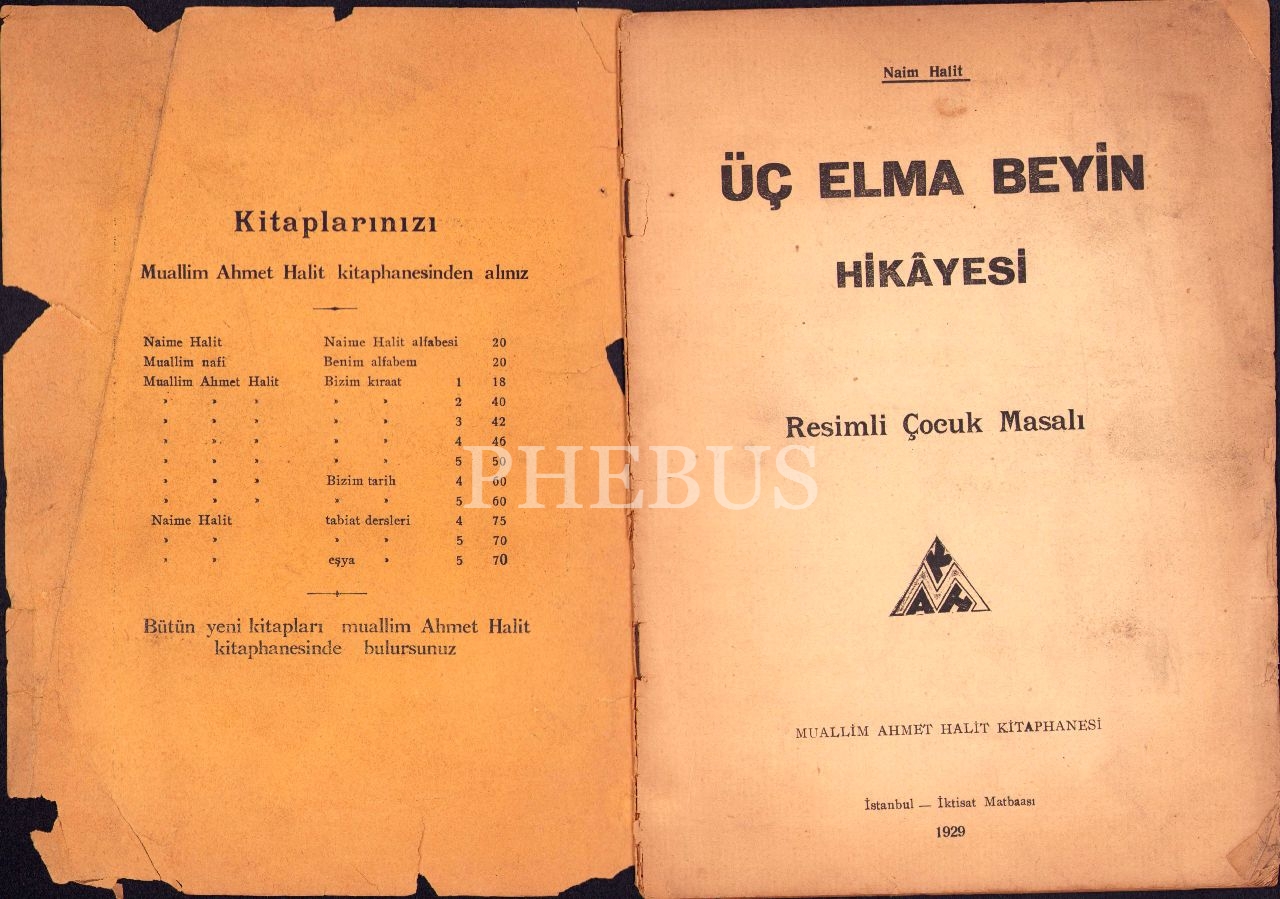 Kitaplarınızı
Muallim Ahmet Halit kitaphanesinden alınız
Naime Halit Naime Halit alfabesi 20
Muallim nafi Benim alfabem 20
Muallim Ahmet Halit Bizim kıraat 1 18
» » » » » 2 40
» » » » » 3 42
» » » » » 4 46
» » » » » 5 50
» » » Bizim tarih 4 60
» » » » » 5 60
Naime Halit tabiat dersleri 4 75
» » » » 5 70
» » eşya » 5 70
Bütün yeni kitapları muallim Ahmet Halit
kitaphanesinde bulursunuz
Naim Halit
ÜÇ ELMA BEYİN
HİKÂYESİ
Resimli Çocuk Masalı
K
A H
MUALLİM AHMET HALİT KİTAPHANESİ
İstanbul — İktisat Matbaası
1929
PHEBUS